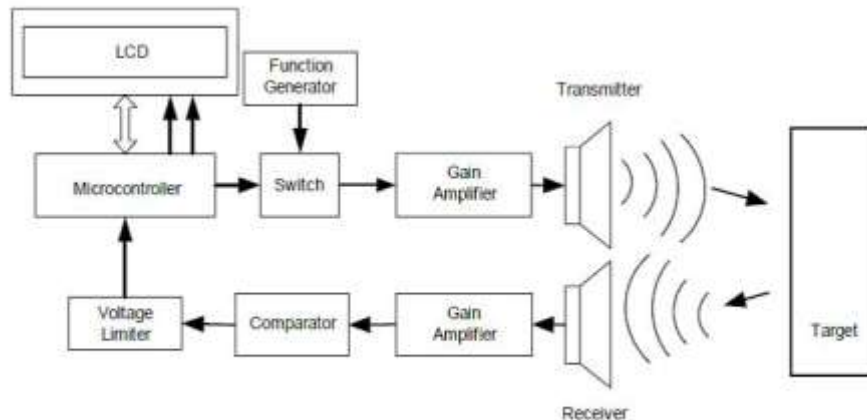 LCD
Function
Generator
Transmitter
Microcontroller
Switch
Gain
Amplifier
Voltage
Limiter
Comparator
Gain
Amplifier
Target
Receiver